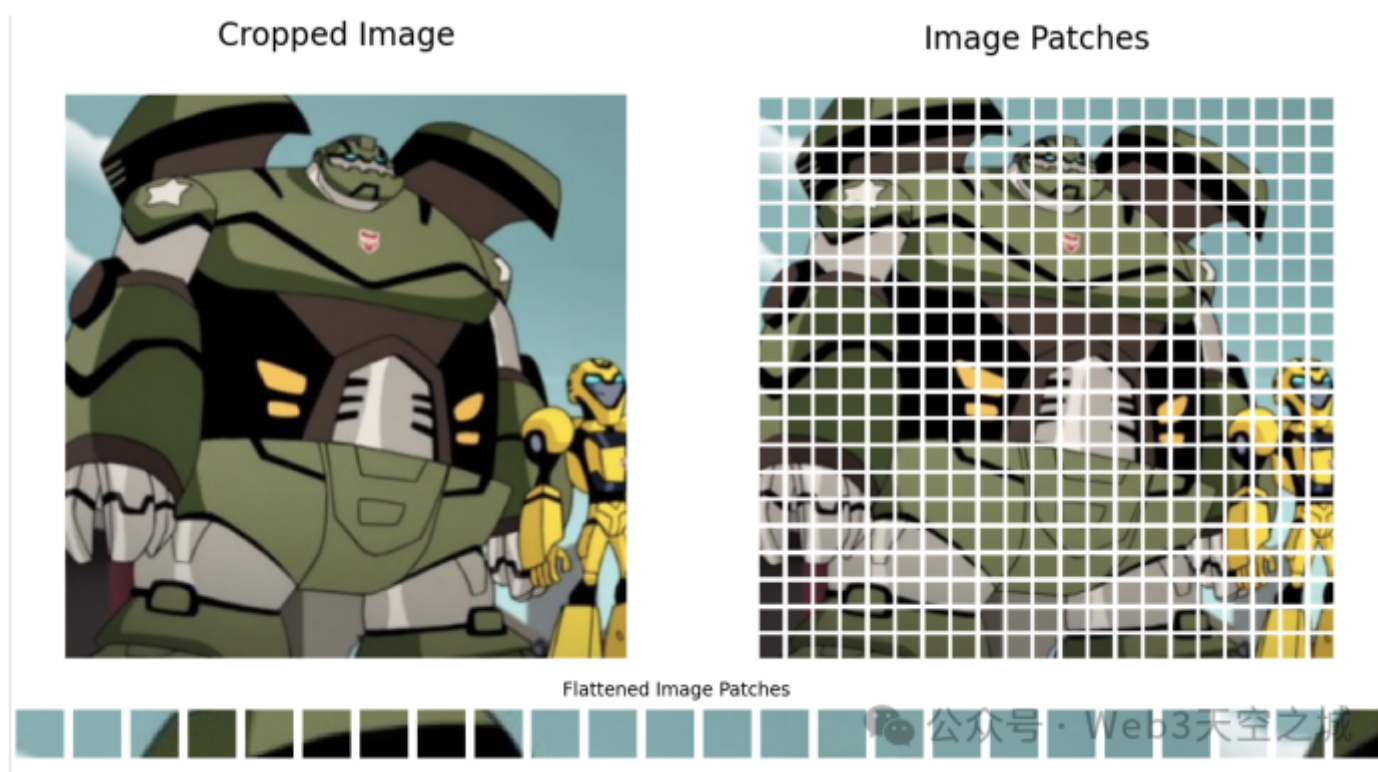 Cropped Image
Image Patches
Flattened Image Patches
公众号 · Web3天空之城